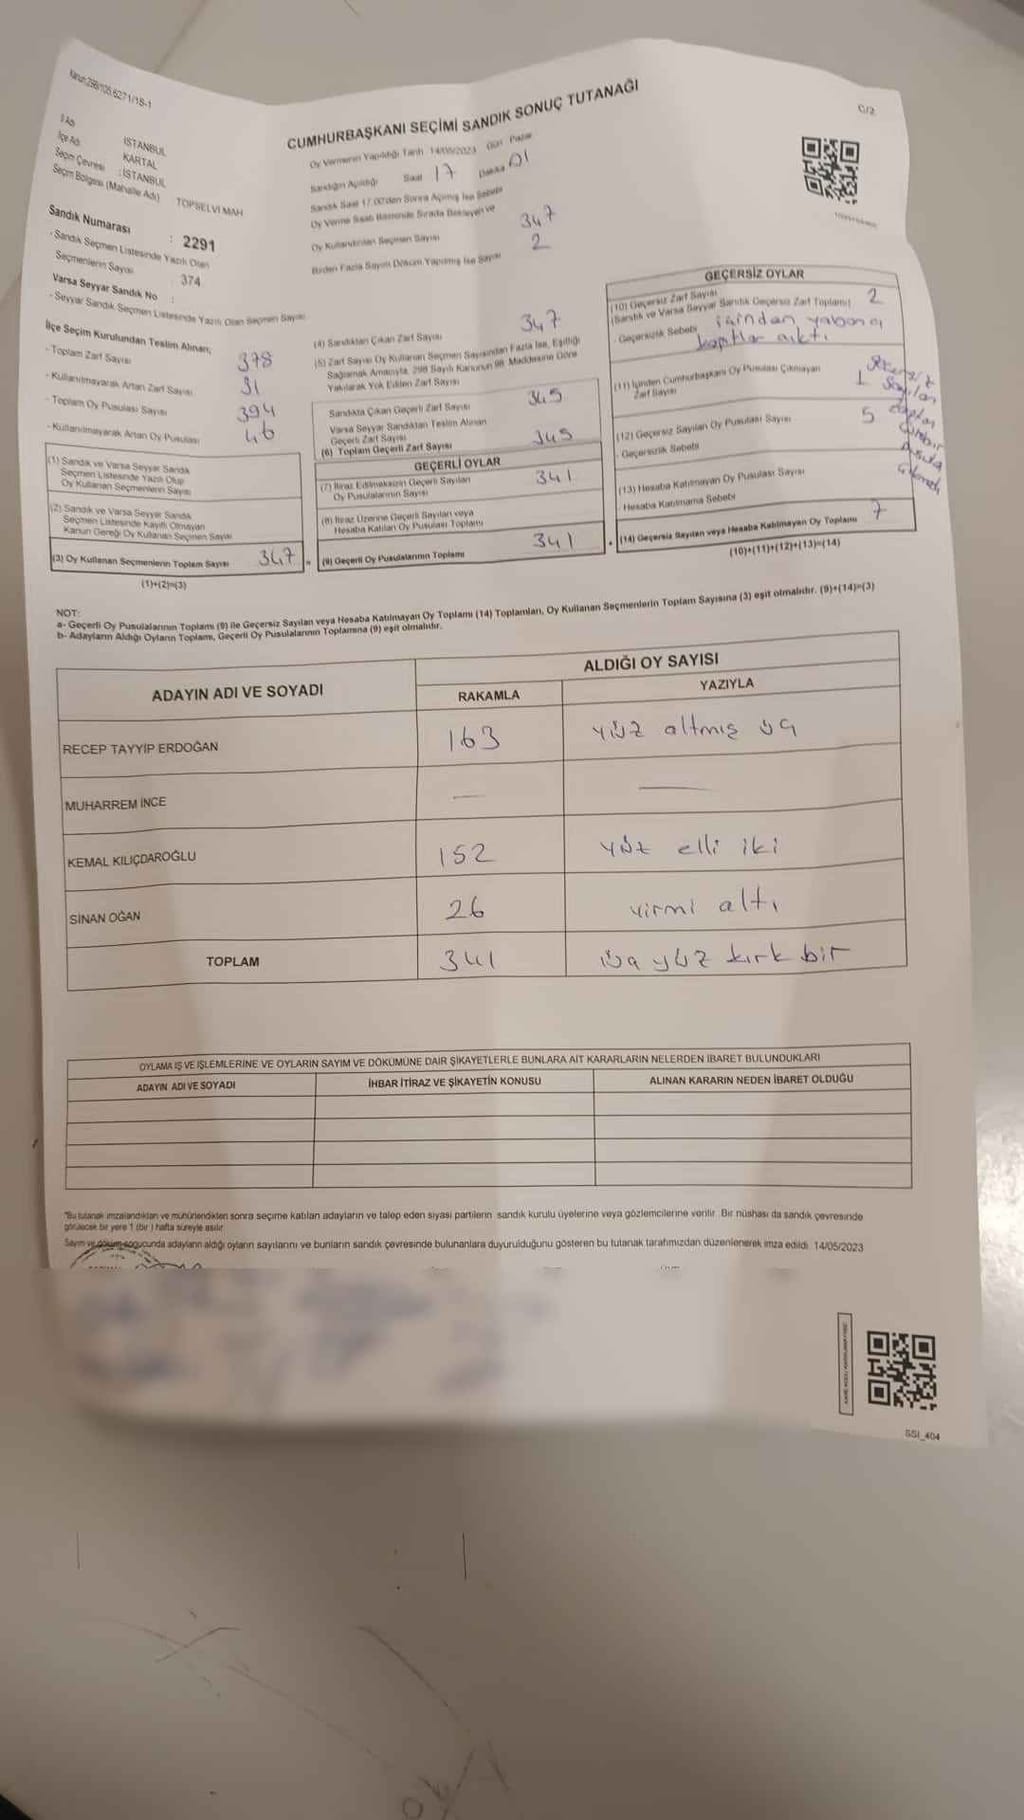 Kanun:298/105,6271/18-1
C/2
CUMHURBAŞKANI SEÇİMİ SANDIK SONUÇ TUTANAĞI
İl Adı
İSTANBUL
İlçe Adı
KARTAL
Seçim Çevresi : İSTANBUL
Seçim Bölgesi (Mahalle Adı) TOPSELVİ MAH
Sandık Numarası : 2291
- Sandık Seçmen Listesinde Yazılı Olan
Seçmenlerin Sayısı : 374
Varsa Seyyar Sandık No :
- Seyyar Sandık Seçmen Listesinde Yazılı Olan Seçmen Sayısı
Oy Vermenin Yapıldığı Tarih 14/05/2023 Gün Pazar
Sandığın Açıldığı Saat 17 Dakika 01
Sandık Saat 17.00'den Sonra Açılmış İse Sebebi
Oy Verme Saati Bitiminde Sırada Bekleyen ve
Oy Kullandırılan Seçmen Sayısı 347
Birden Fazla Sayım Döküm Yapılmış İse Sayısı 2
İlçe Seçim Kurulundan Teslim Alınan;
- Toplam Zarf Sayısı 378
- Kullanılmayarak Artan Zarf Sayısı 31
- Toplam Oy Pusulası Sayısı 394
- Kullanılmayarak Artan Oy Pusulası 46
(1) Sandık ve Varsa Seyyar Sandık
Seçmen Listesinde Yazılı Olup
Oy Kullanan Seçmenlerin Sayısı
(2) Sandık ve Varsa Seyyar Sandık
Seçmen Listesinde Kayıtlı Olmayan
Kanun Gereği Oy Kullanan Seçmen Sayısı
(3) Oy Kullanan Seçmenlerin Toplam Sayısı 347
(1)+(2)=(3)
(4) Sandıktan Çıkan Zarf Sayısı 347
(5) Zarf Sayısı Oy Kullanan Seçmen Sayısından Fazla İse, Eşitliği
Sağlamak Amacıyla, 298 Sayılı Kanunun 98. Maddesine Göre
Yakılarak Yok Edilen Zarf Sayısı
Sandıkta Çıkan Geçerli Zarf Sayısı 345
Varsa Seyyar Sandıktan Teslim Alınan
Geçerli Zarf Sayısı
(6) Toplam Geçerli Zarf Sayısı 345
GEÇERLİ OYLAR
(7) İtiraz Edilmeksizin Geçerli Sayılan
Oy Pusulalarının Sayısı 341
(8) İtiraz Üzerine Geçerli Sayılan veya
Hesaba Katılan Oy Pusulası Toplamı
(9) Geçerli Oy Pusulalarının Toplamı 341
GEÇERSİZ OYLAR
(10) Geçersiz Zarf Sayısı 2
(Sandık ve Varsa Seyyar Sandık Geçersiz Zarf Toplamı)
Geçersizlik Sebebi içinden yabancı
kağıtlar çıktı
(11) İçinden Cumhurbaşkanı Oy Pusulası Çıkmayan
Zarf Sayısı
(12) Geçersiz Sayılan Oy Pusulası Sayısı 5
- Geçersizlik Sebebi
(13) Hesaba Katılmayan Oy Pusulası Sayısı
- Hesaba Katılmama Sebebi
(14) Geçersiz Sayılan veya Hesaba Katılmayan Oy Toplamı 7
(10)+(11)+(12)+(13)=(14)
NOT:
a- Geçerli Oy Pusulalarının Toplamı (9) ile Geçersiz Sayılan veya Hesaba Katılmayan Oy Toplamı (14) Toplamları, Oy Kullanan Seçmenlerin Toplam Sayısına (3) eşit olmalıdır. (9)+(14)=(3)
b- Adayların Aldığı Oyların Toplamı, Geçerli Oy Pusulalarının Toplamına (9) eşit olmalıdır.
ADAYIN ADI VE SOYADI
ALDIĞI OY SAYISI
RAKAMLA YAZIYLA
RECEP TAYYİP ERDOĞAN 163 yüz altmış üç
MUHARREM İNCE — —
KEMAL KILIÇDAROĞLU 152 yüz elli iki
SİNAN OĞAN 26 yirmi altı
TOPLAM 341 üç yüz kırk bir
OYLAMA İŞ VE İŞLEMLERİNE VE OYLARIN SAYIM VE DÖKÜMÜNE DAİR ŞİKAYETLERLE BUNLARA AİT KARARLARIN NELERDEN İBARET BULUNDUKLARI
ADAYIN ADI VE SOYADI İHBAR İTİRAZ VE ŞİKAYETİN KONUSU ALINAN KARARIN NEDEN İBARET OLDUĞU
*Bu tutanak imzalandıktan ve mühürlendikten sonra seçime katılan adayların ve talep eden siyasi partilerin sandık kurulu üyelerine veya gözlemcilerine verilir. Bir nüshası da sandık çevresinde
görülecek bir yere 1 (bir ) hafta süreyle asılır.
Sayım ve döküm sonucunda adayların aldığı oyların sayılarını ve bunların sandık çevresinde bulunanlara duyurulduğunu gösteren bu tutanak tarafımızdan düzenlenerek imza edildi. 14/05/2023
SSI_404